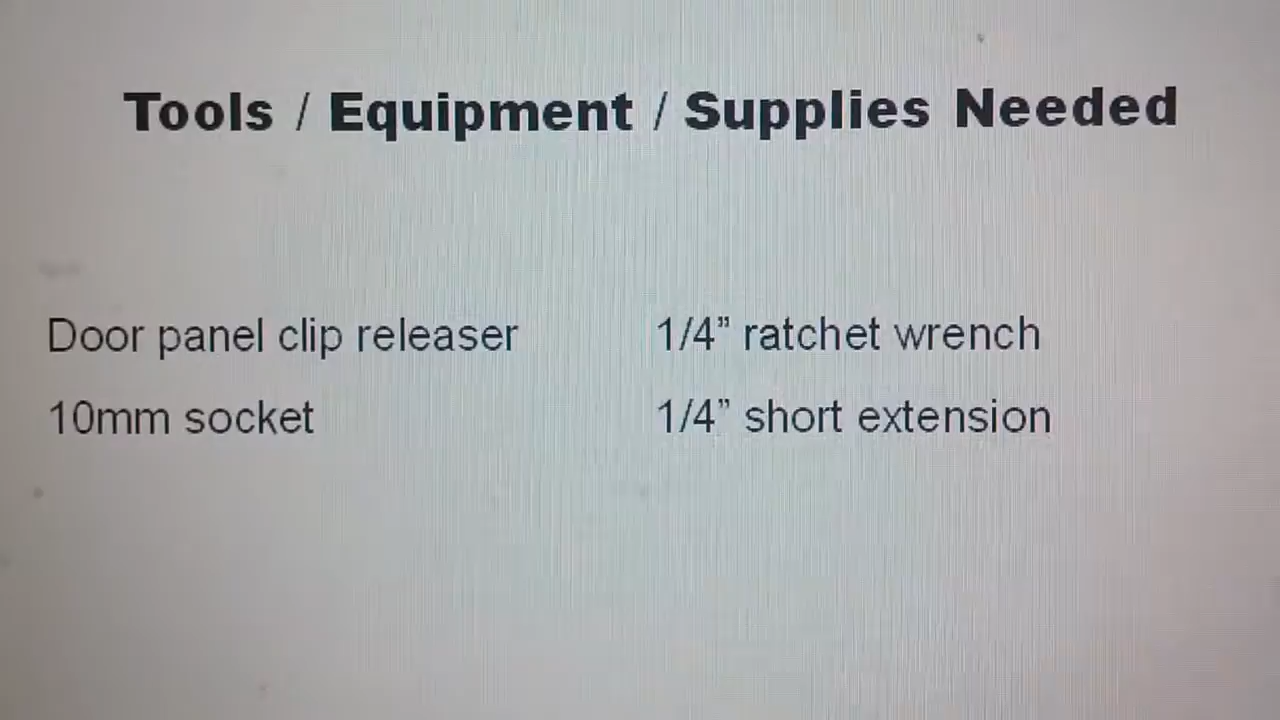 Tools / Equipment / Supplies Needed
Door panel clip releaser
1/4” ratchet wrench
10mm socket
1/4” short extension